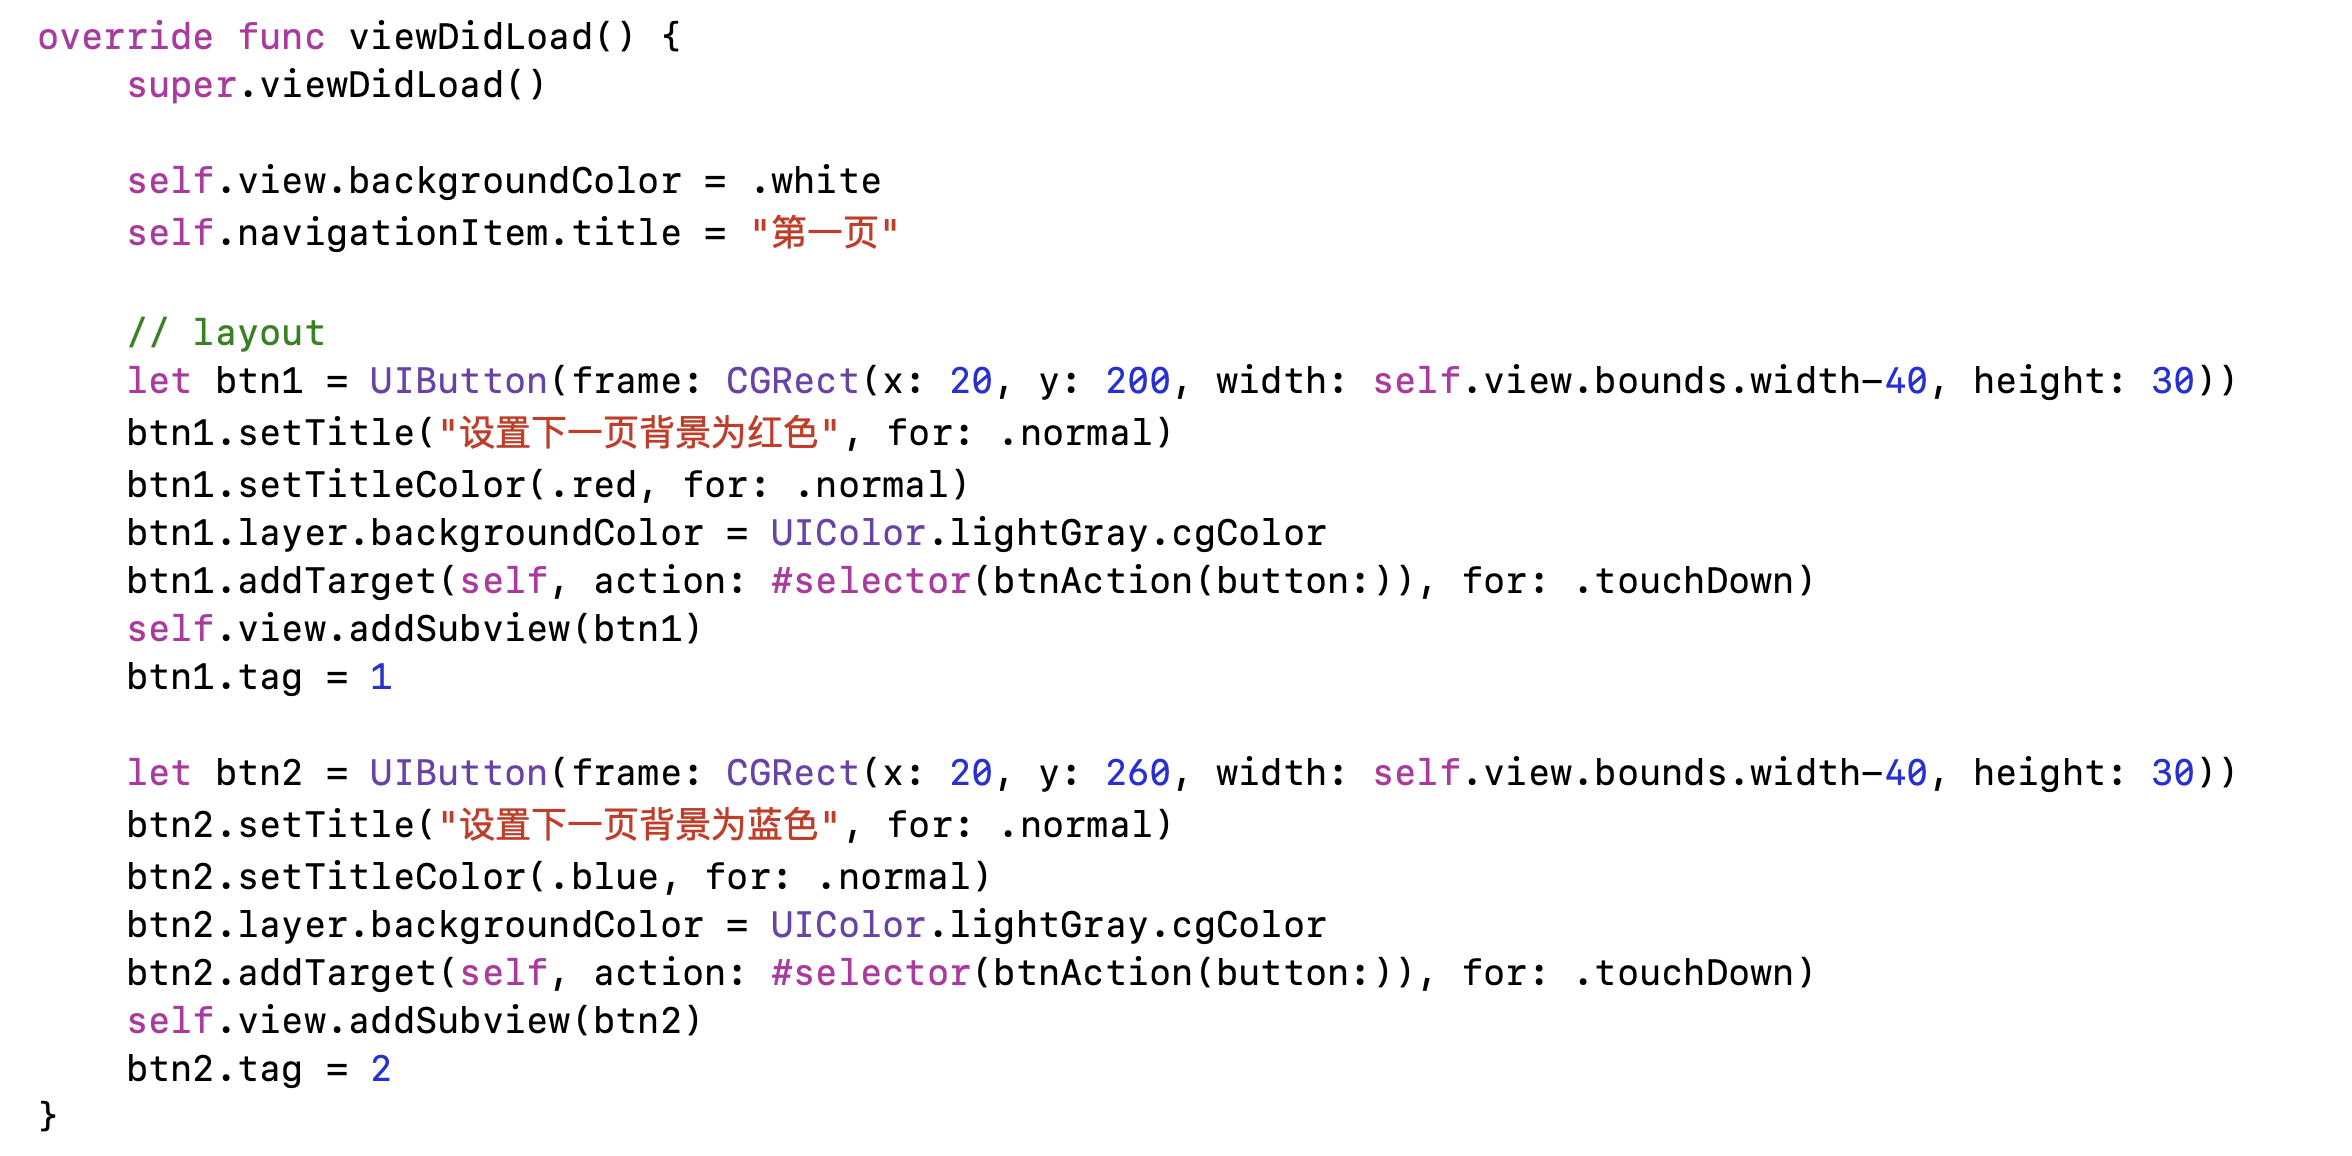 override func viewDidLoad() {
super.viewDidLoad()
self.view.backgroundColor = .white
self.navigationItem.title = "第一页"
// layout
let btn1 = UIButton(frame: CGRect(x: 20, y: 200, width: self.view.bounds.width-40, height: 30))
btn1.setTitle("设置下一页背景为红色", for: .normal)
btn1.setTitleColor(.red, for: .normal)
btn1.layer.backgroundColor = UIColor.lightGray.cgColor
btn1.addTarget(self, action: #selector(btnAction(button:)), for: .touchDown)
self.view.addSubview(btn1)
btn1.tag = 1
let btn2 = UIButton(frame: CGRect(x: 20, y: 260, width: self.view.bounds.width-40, height: 30))
btn2.setTitle("设置下一页背景为蓝色", for: .normal)
btn2.setTitleColor(.blue, for: .normal)
btn2.layer.backgroundColor = UIColor.lightGray.cgColor
btn2.addTarget(self, action: #selector(btnAction(button:)), for: .touchDown)
self.view.addSubview(btn2)
btn2.tag = 2
}